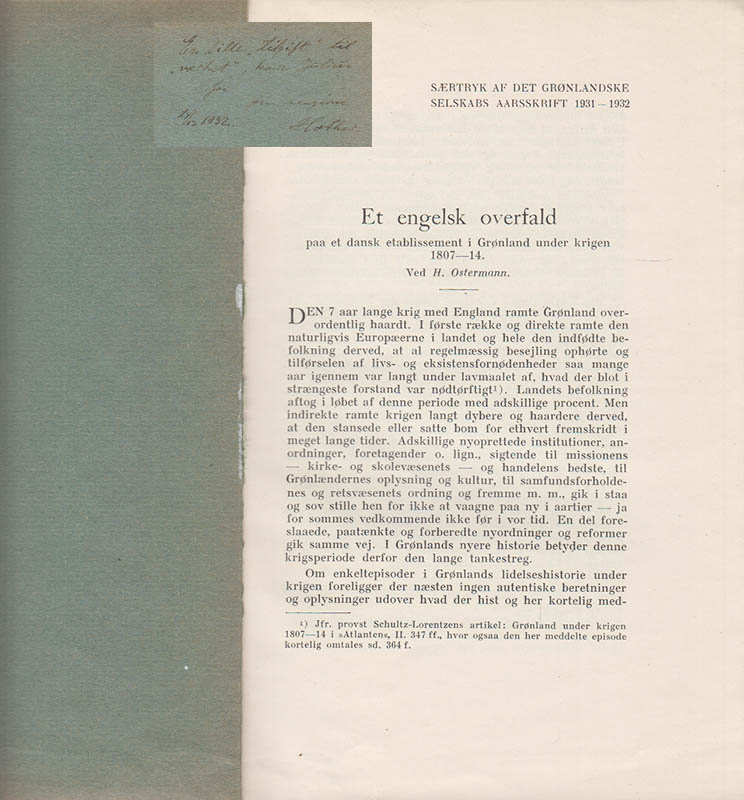 En lille
til
1932.
SÆRTRYK AF DET GRØNLANDSKE
SELSKABS AARSSKRIFT 1931—1932
Et engelsk overfald
paa et dansk etablissement i Grønland under krigen
1807—14.
Ved H. Ostermann.
DEN 7 aar lange krig med England ramte Grønland over-
ordentlig haardt. I første række og direkte ramte den
naturligvis Europæerne i landet og hele den indfødte be-
folkning derved, at al regelmæssig besejling ophørte og
tilførselen af livs- og eksistensfornødenheder saa mange
aar igennem var langt under lavmaalet af, hvad der blot i
strængeste forstand var nødtørftigt¹). Landets befolkning
aftog i løbet af denne periode med adskillige procent. Men
indirekte ramte krigen langt dybere og haardere derved,
at den stansede eller satte bom for ethvert fremskridt i
meget lange tider. Adskillige nyoprettede institutioner, an-
ordninger, foretagender o. lign., sigtende til missionens
— kirke- og skolevæsenets — og handelens bedste, til
Grønlændernes oplysning og kultur, til samfundsforholde-
nes og retsvæsenets ordning og fremme m. m., gik i staa
og sov stille hen for ikke at vaagne paa ny i aartier — ja
for sommes vedkommende ikke før i vor tid. En del fore-
slaaede, paatænkte og forberedte nyordninger og reformer
gik samme vej. I Grønlands nyere historie betyder denne
krigsperiode derfor den lange tankestreg.
Om enkeltepisoder i Grønlands lidelseshistorie under
krigen foreligger der næsten ingen autentiske beretninger
og oplysninger udover hvad der hist og her kortelig med-
¹) Jfr. provst Schultz-Lorentzens artikel: Grønland under krigen
1807—14 i »Atlanten«, II. 347 ff., hvor ogsaa den her meddelte episode
kortelig omtales sd. 364 f.